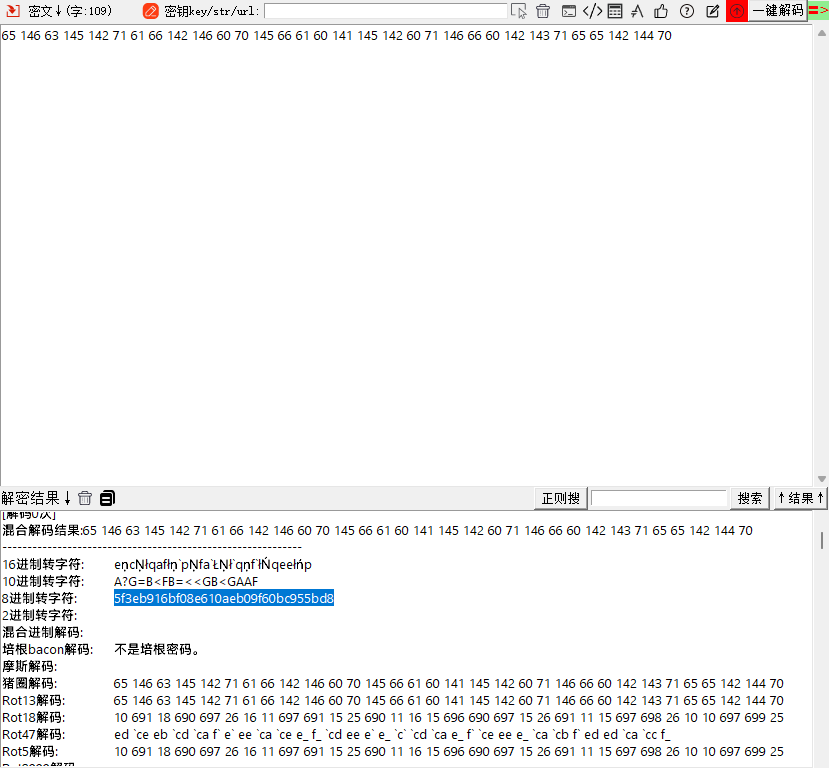 密文↓(字:109) 密钥key/str/url: 一键解码 =>
65 146 63 145 142 71 61 66 142 146 60 70 145 66 61 60 141 145 142 60 71 146 66 60 142 143 71 65 65 142 144 70
解密结果↓ 正则搜 搜索 ↑结果↑
[解码0次]
混合解码结果:65 146 63 145 142 71 61 66 142 146 60 70 145 66 61 60 141 145 142 60 71 146 66 60 142 143 71 65 65 142 144 70
------------------------------------------------------------
16进制转字符:
10进制转字符: A?G=B<FB=<<GB<GAAF
8进制转字符: 5f3eb916bf08e610aeb09f60bc955bd8
2进制转字符:
混合进制解码:
培根bacon解码: 不是培根密码。
摩斯解码:
猪圈解码: 65 146 63 145 142 71 61 66 142 146 60 70 145 66 61 60 141 145 142 60 71 146 66 60 142 143 71 65 65 142 144 70
Rot13解码: 65 146 63 145 142 71 61 66 142 146 60 70 145 66 61 60 141 145 142 60 71 146 66 60 142 143 71 65 65 142 144 70
Rot18解码: 10 691 18 690 697 26 16 11 697 691 15 25 690 11 16 15 696 690 697 15 26 691 11 15 697 698 26 10 10 697 699 25
Rot47解码: ed `ce eb `cd `ca f` e` ee `ca `ce e_ f_ `cd ee e` e_ `c` `cd `ca e_ f` `ce ee e_ `ca `cb f` ed ed `ca `cc f_
Rot5解码: 10 691 18 690 697 26 16 11 697 691 15 25 690 11 16 15 696 690 697 15 26 691 11 15 697 698 26 10 10 697 699 25